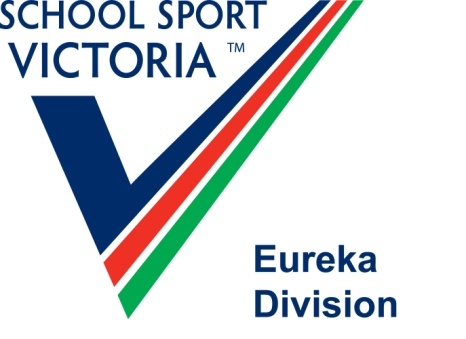 SCHOOL SPORT
VICTORIA ™
Eureka
Division